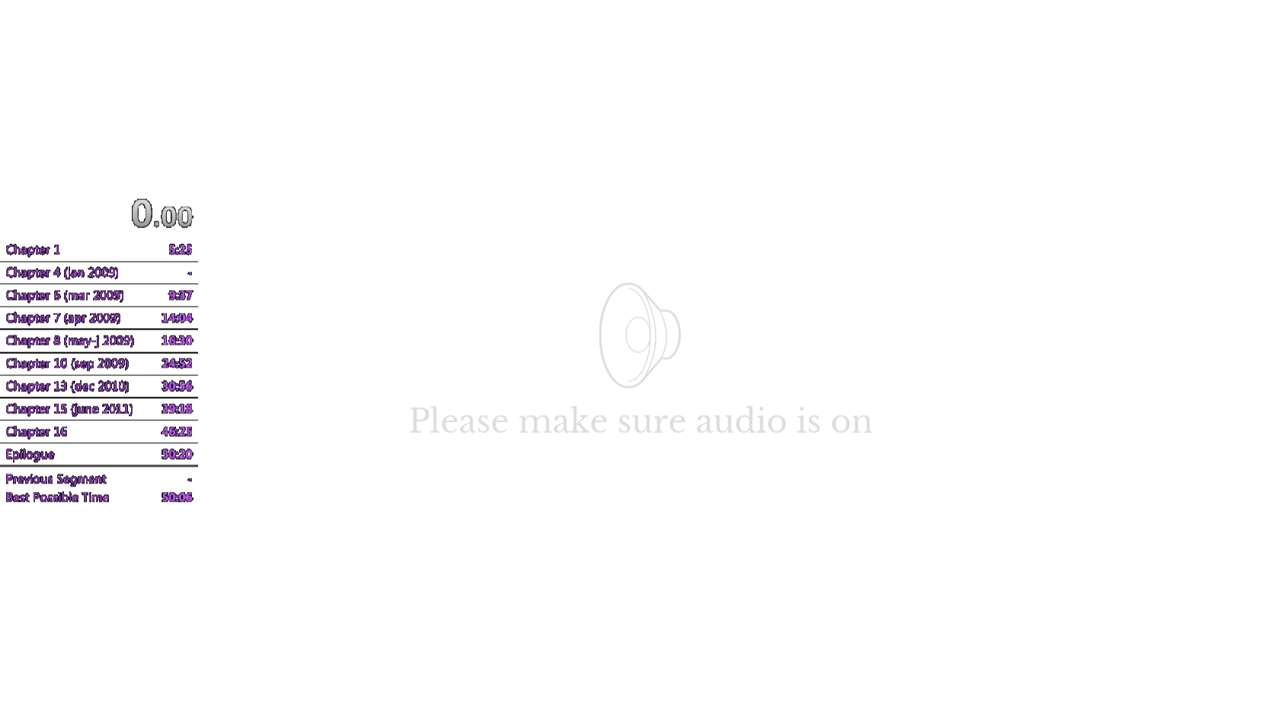 0.00
Chapter 1 5:25
Chapter 4 (jan 2009) -
Chapter 6 (mar 2009) 9:37
Chapter 7 (apr 2009) 14:04
Chapter 8 (may-j 2009) 16:30
Chapter 10 (sep 2009) 24:52
Chapter 13 (dec 2010) 30:56
Chapter 15 (june 2011) 39:18
Chapter 16 46:25
Epilogue 50:20
Previous Segment -
Best Possible Time 50:06
Please make sure audio is on